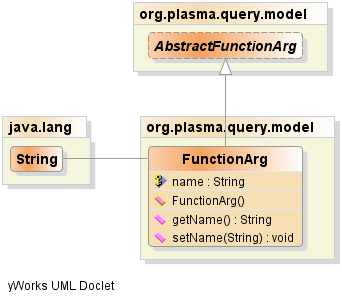 org.plasma.query.model
AbstractFunctionArg
java.lang
String
org.plasma.query.model
FunctionArg
name : String
FunctionArg()
getName() : String
setName(String) : void
yWorks UML Doclet